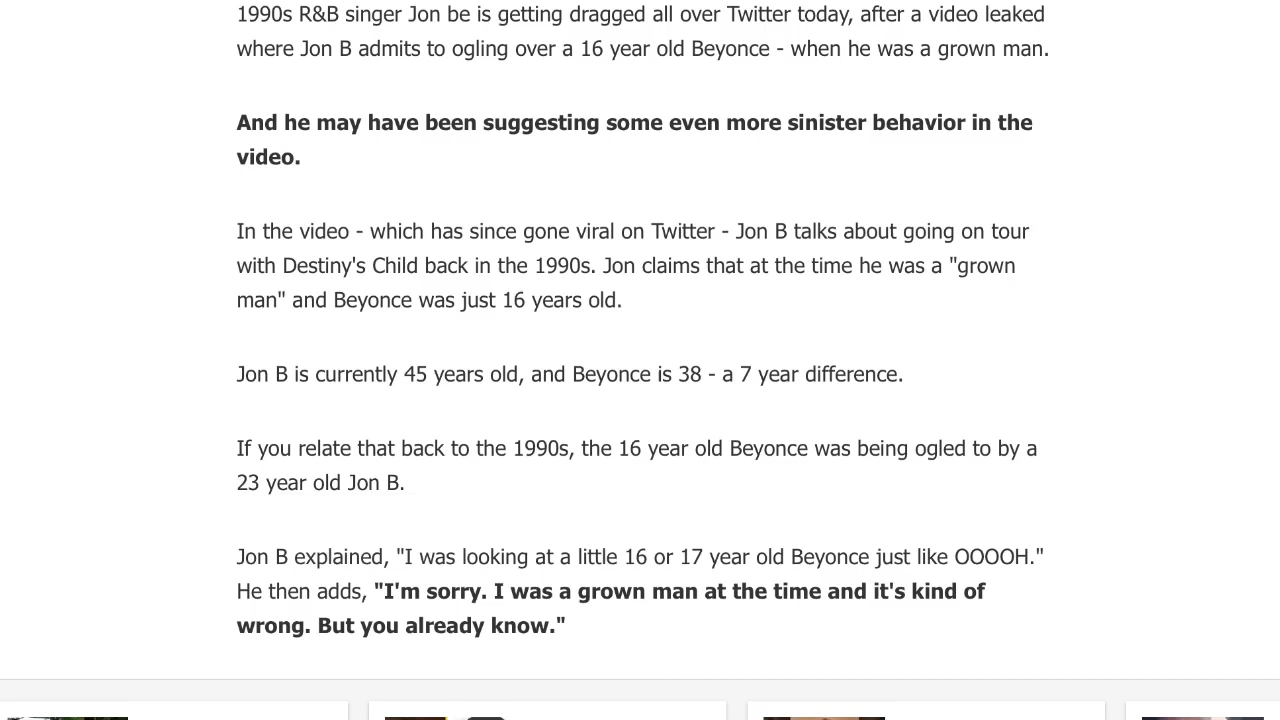 1990s R&B singer Jon be is getting dragged all over Twitter today, after a video leaked
where Jon B admits to ogling over a 16 year old Beyonce - when he was a grown man.
And he may have been suggesting some even more sinister behavior in the
video.
In the video - which has since gone viral on Twitter - Jon B talks about going on tour
with Destiny's Child back in the 1990s. Jon claims that at the time he was a "grown
man" and Beyonce was just 16 years old.
Jon B is currently 45 years old, and Beyonce is 38 - a 7 year difference.
If you relate that back to the 1990s, the 16 year old Beyonce was being ogled to by a
23 year old Jon B.
Jon B explained, "I was looking at a little 16 or 17 year old Beyonce just like OOOOH."
He then adds, "I'm sorry. I was a grown man at the time and it's kind of
wrong. But you already know."